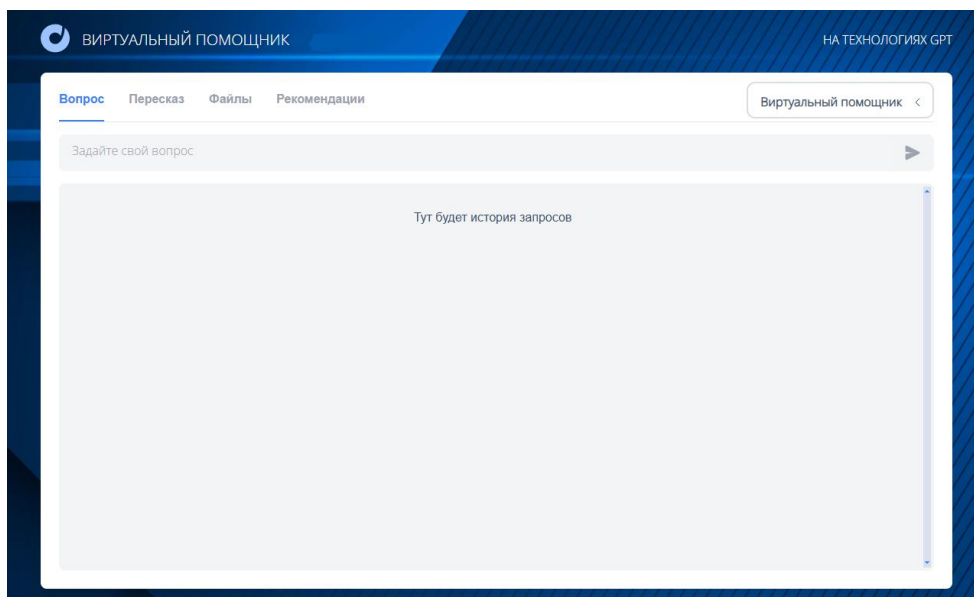 ВИРТУАЛЬНЫЙ ПОМОЩНИК
НА ТЕХНОЛОГИЯХ GPT
Вопрос Пересказ Файлы Рекомендации
Виртуальный помощник
Задайте свой вопрос
Тут будет история запросов